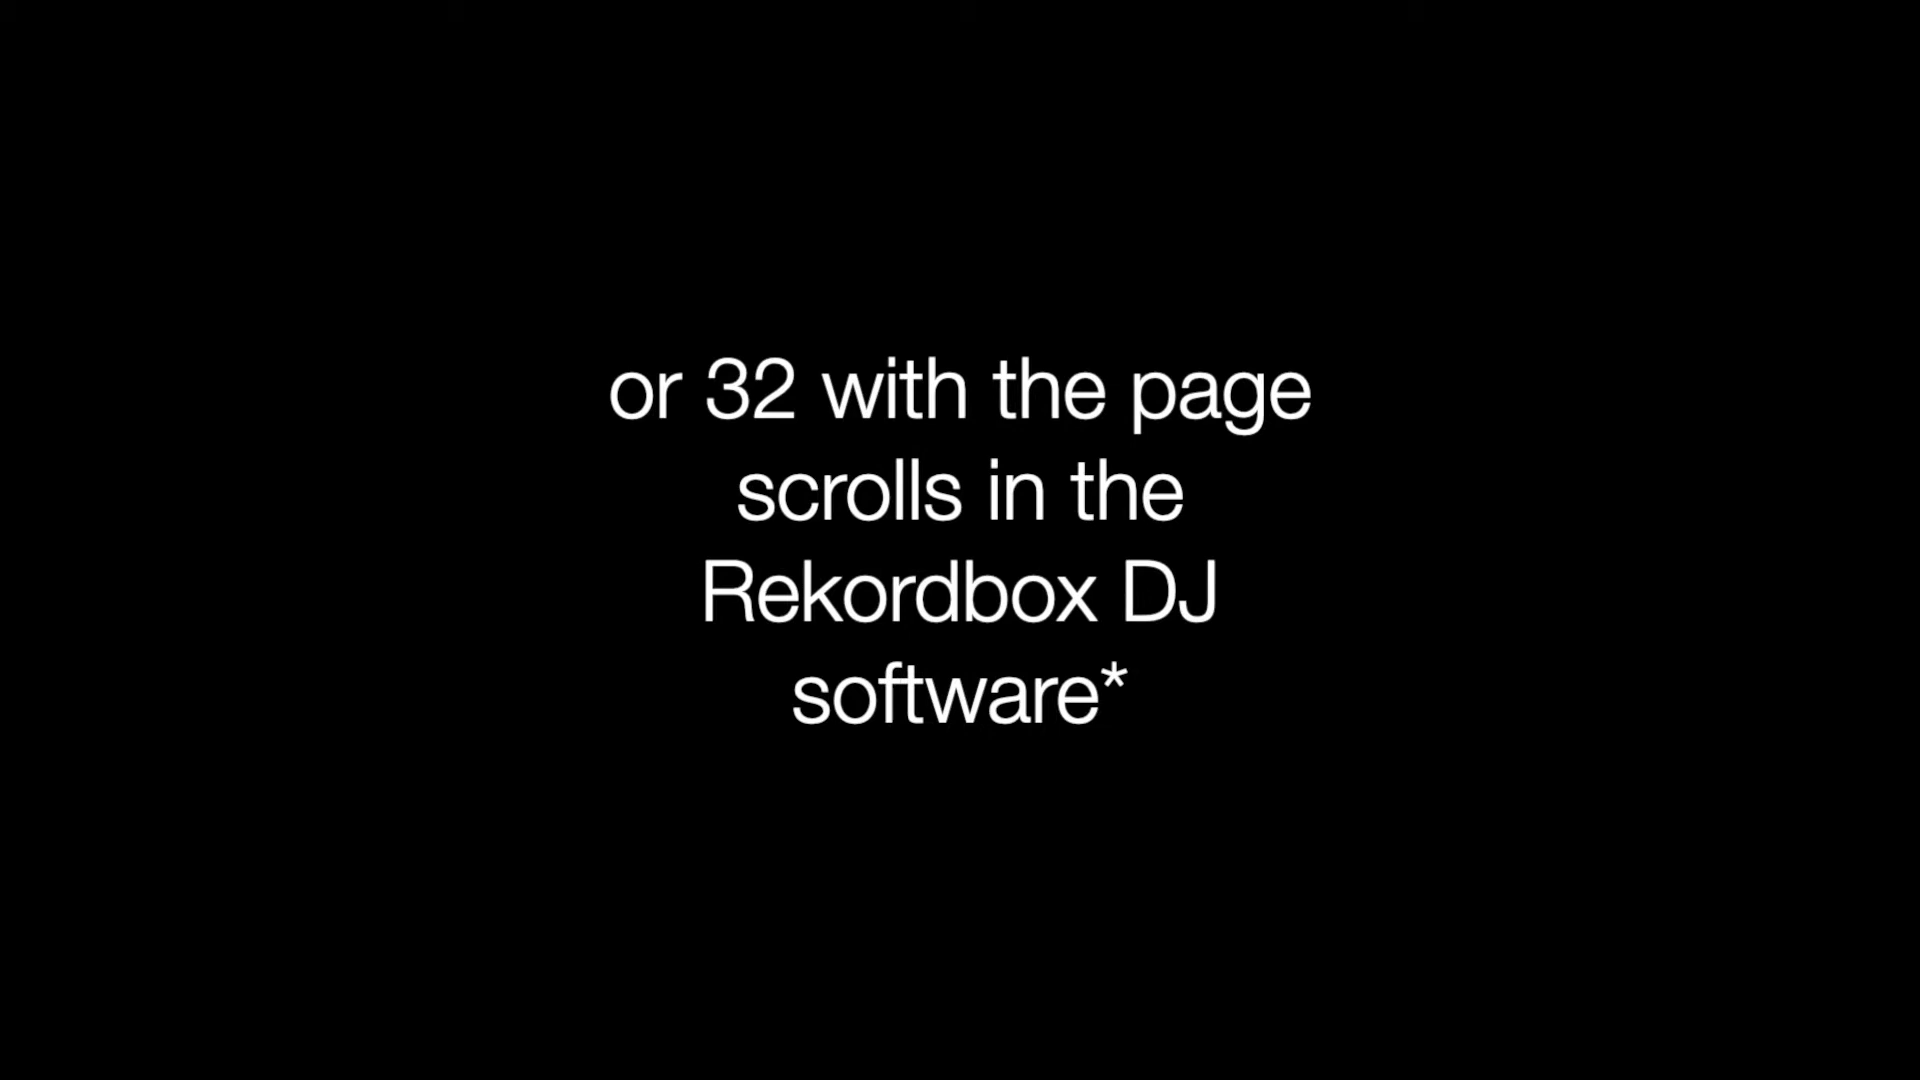 or 32 with the page
scrolls in the
Rekordbox DJ
software*